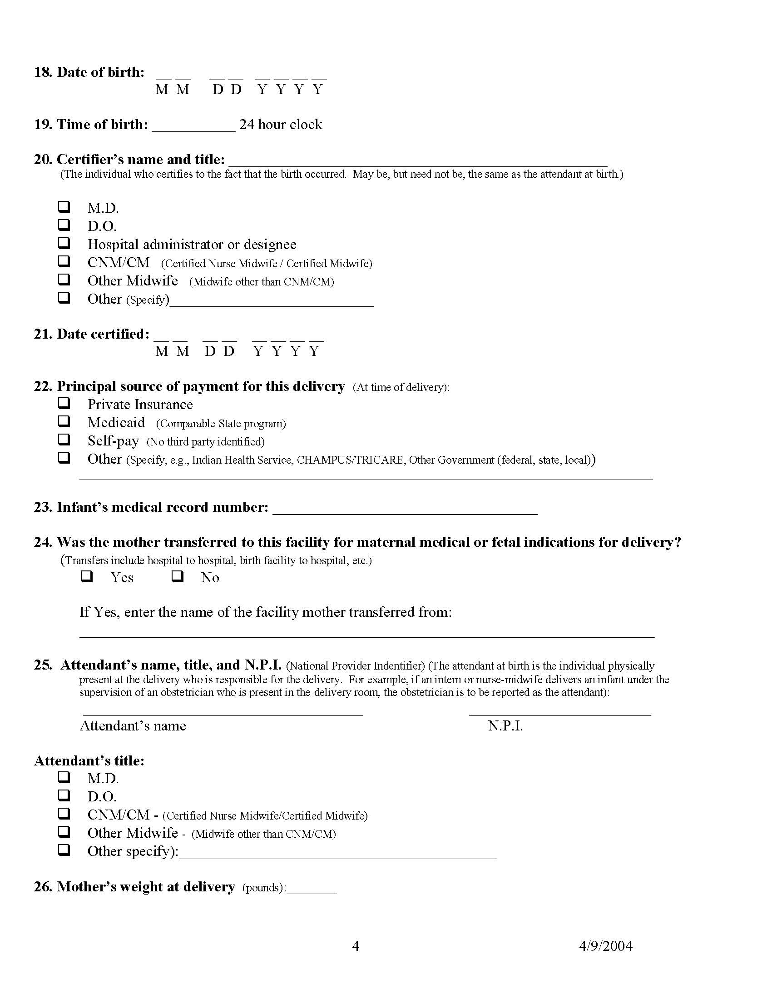 18. Date of birth: __ __ __ __ __ __ __ __
M M D D Y Y Y Y
19. Time of birth: ___________ 24 hour clock
20. Certifier’s name and title: ___________________________________________________
(The individual who certifies to the fact that the birth occurred. May be, but need not be, the same as the attendant at birth.)
❑ M.D.
❑ D.O.
❑ Hospital administrator or designee
❑ CNM/CM (Certified Nurse Midwife / Certified Midwife)
❑ Other Midwife (Midwife other than CNM/CM)
❑ Other (Specify)___________________________
21. Date certified: __ __ __ __ __ __ __ __
M M D D Y Y Y Y
22. Principal source of payment for this delivery (At time of delivery):
❑ Private Insurance
❑ Medicaid (Comparable State program)
❑ Self-pay (No third party identified)
❑ Other (Specify, e.g., Indian Health Service, CHAMPUS/TRICARE, Other Government (federal, state, local))
23. Infant’s medical record number: ___________________________________
24. Was the mother transferred to this facility for maternal medical or fetal indications for delivery?
(Transfers include hospital to hospital, birth facility to hospital, etc.)
❑ Yes ❑ No
If Yes, enter the name of the facility mother transferred from:
25. Attendant’s name, title, and N.P.I. (National Provider Indentifier) (The attendant at birth is the individual physically
present at the delivery who is responsible for the delivery. For example, if an intern or nurse-midwife delivers an infant under the
supervision of an obstetrician who is present in the delivery room, the obstetrician is to be reported as the attendant):
Attendant’s name N.P.I.
Attendant’s title:
❑ M.D.
❑ D.O.
❑ CNM/CM - (Certified Nurse Midwife/Certified Midwife)
❑ Other Midwife - (Midwife other than CNM/CM)
❑ Other specify):__________________________________________
26. Mother’s weight at delivery (pounds):_______
4 4/9/2004